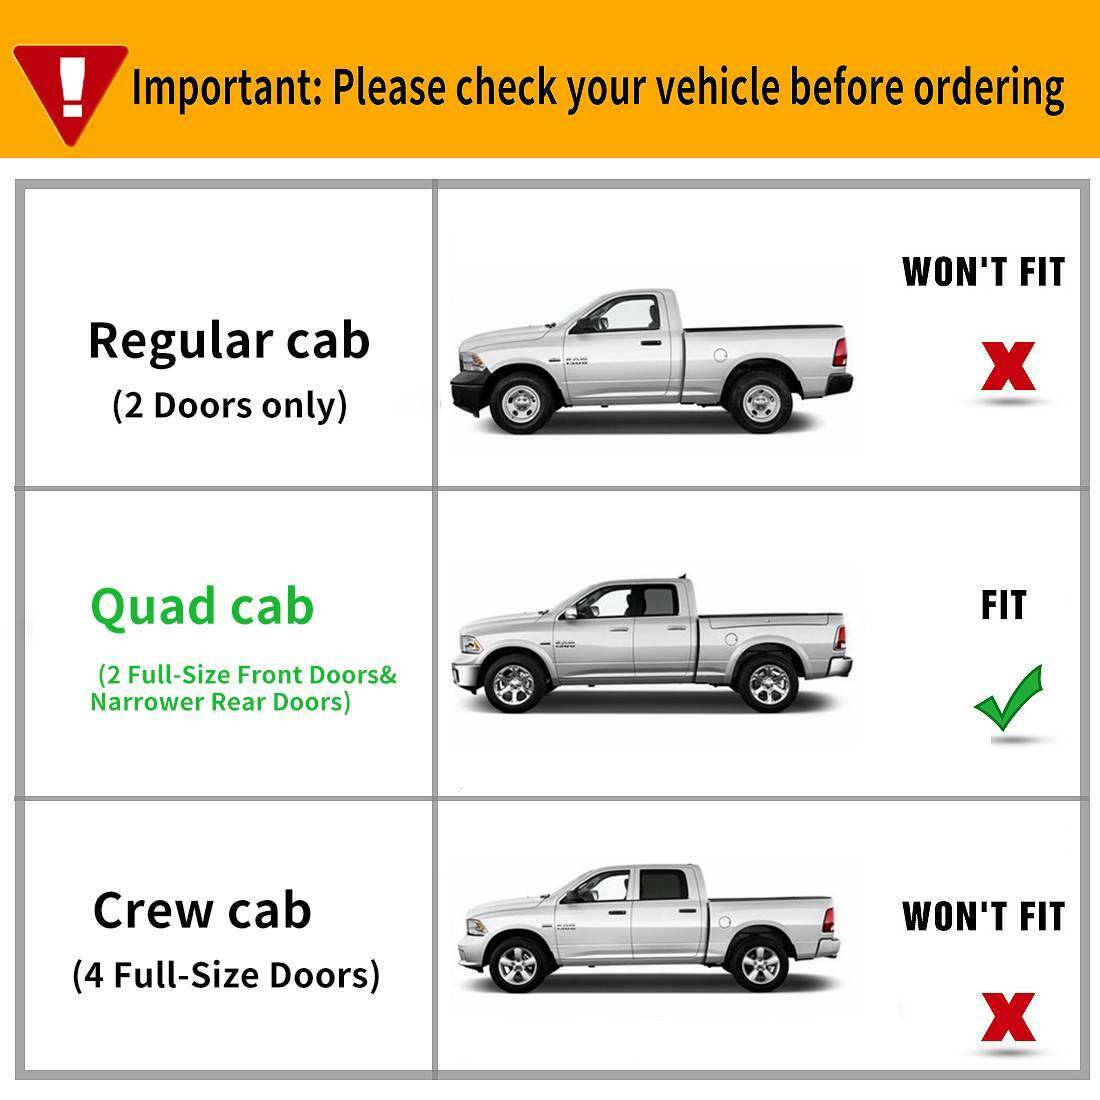 Important: Please check your vehicle before ordering
Regular cab
(2 Doors only)
WON'T FIT
Quad cab
(2 Full-Size Front Doors&
Narrower Rear Doors)
FIT
Crew cab
(4 Full-Size Doors)
WON'T FIT